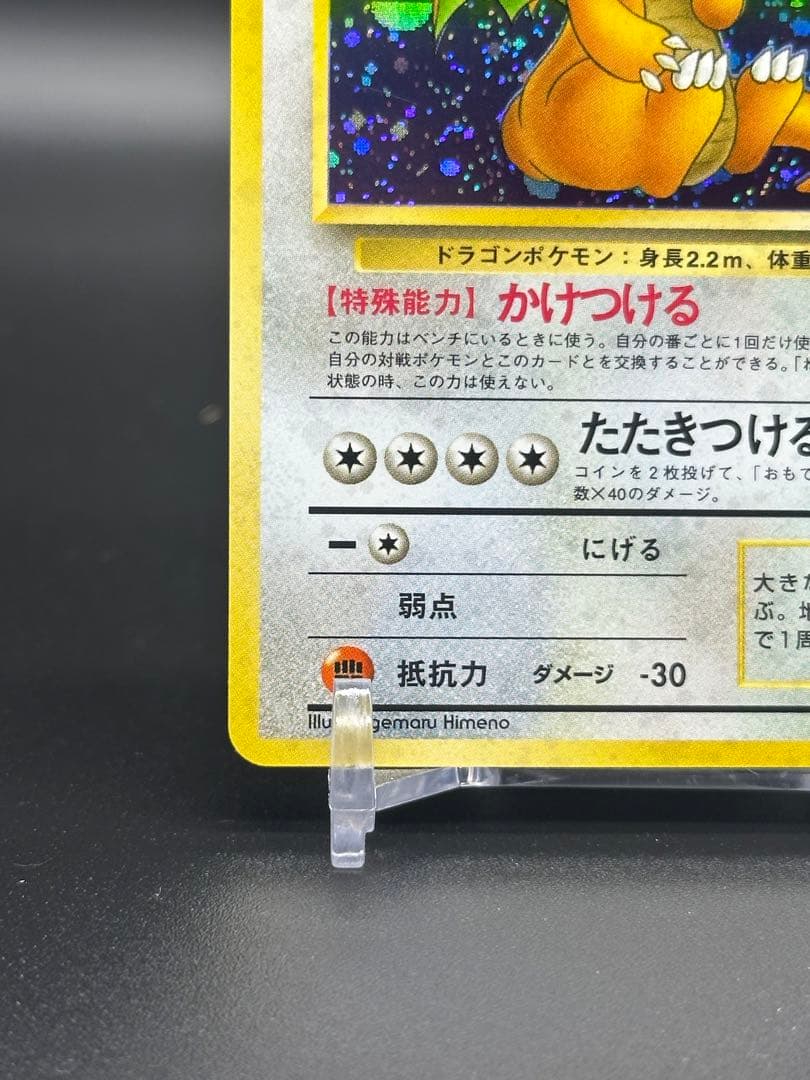 ドラゴンポケモン：身長2.2m、体重
【特殊能力】かけつける
この能力はベンチにいるときに使う。自分の番ごとに1回だけ使
自分の対戦ポケモンとこのカードとを交換することができる。「ね
状態の時、この力は使えない。
たたきつける
コインを2枚投げて、「おもて
数×40のダメージ。
にげる
弱点
抵抗力 ダメージ -30
大きな
ぶ。地
で1周
Himeno